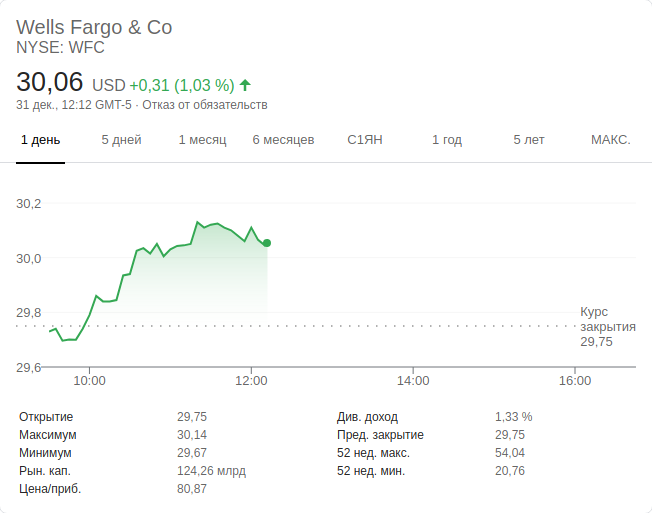 Wells Fargo & Co
NYSE: WFC
30,06 USD +0,31 (1,03 %)
31 дек., 12:12 GMT-5 · Отказ от обязательств
1 день 5 дней 1 месяц 6 месяцев С1ЯН 1 год 5 лет МАКС.
30,2
30,0
29,8
29,6
Курс
закрытия
29,75
10:00 12:00 14:00 16:00
Открытие 29,75 Див. доход 1,33 %
Максимум 30,14 Пред. закрытие 29,75
Минимум 29,67 52 нед. макс. 54,04
Рын. кап. 124,26 млрд 52 нед. мин. 20,76
Цена/приб. 80,87